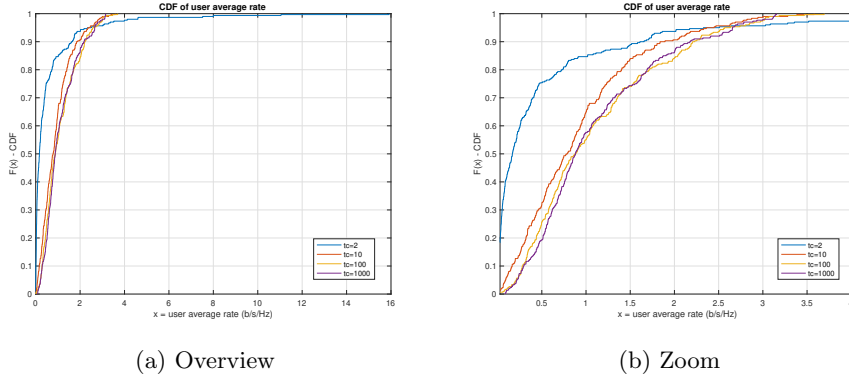 CDF of user average rate
1
0.9
0.8
0.7
0.6
0.5
0.4
0.3
0.2
0.1
0
F(x) - CDF
0 2 4 6 8 10 12 14 16
x = user average rate (b/s/Hz)
tc=2
tc=10
tc=100
tc=1000
(a) Overview
CDF of user average rate
1
0.9
0.8
0.7
0.6
0.5
0.4
0.3
0.2
0.1
0
F(x) - CDF
0.5 1 1.5 2 2.5 3 3.5
x = user average rate (b/s/Hz)
tc=2
tc=10
tc=100
tc=1000
(b) Zoom